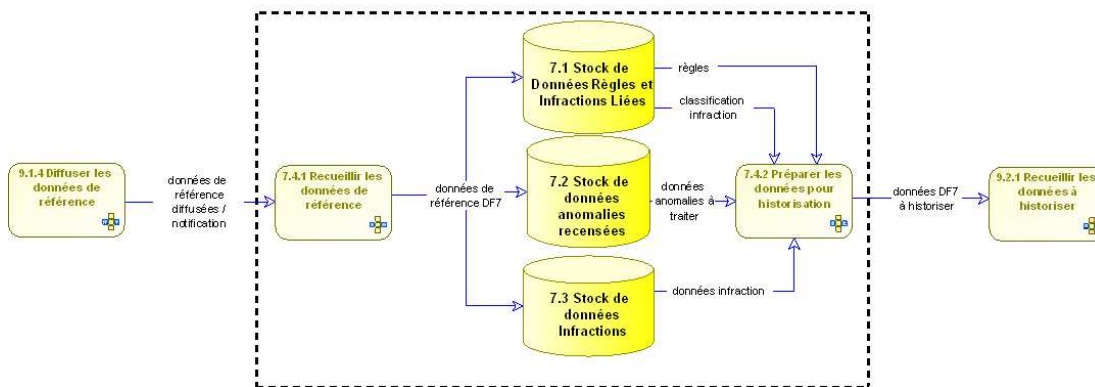 9.1.4 Diffuser les
données de
référence
données de
référence
diffusées /
notification
7.4.1 Recueillir les
données de
référence
données de
référence DF7
7.1 Stock de
Données Règles et
Infractions Liées
7.2 Stock de
données
anomalies
recensées
7.3 Stock de
données
Infractions
règles
classification
infraction
données
anomalies à
traiter
données infraction
7.4.2 Préparer les
données pour
historisation
données DF7
à historiser
9.2.1 Recueillir les
données à
historiser